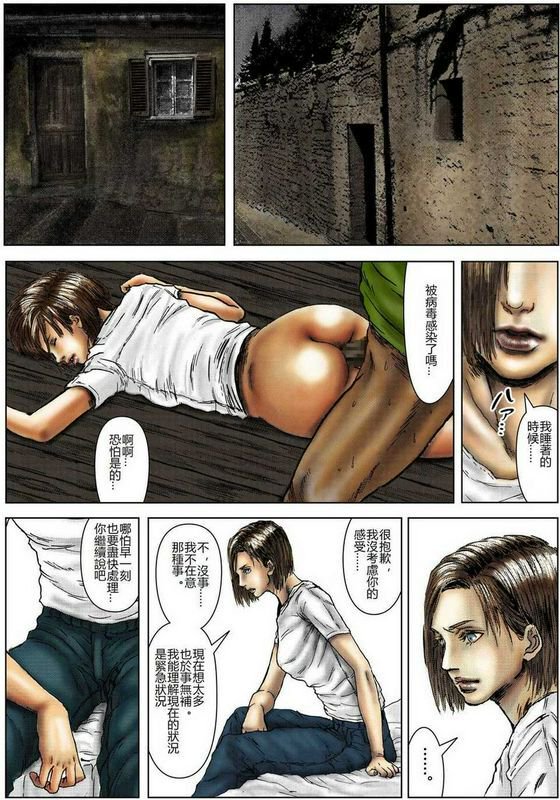 我睡著的
時候……
ハァ…
被病毒感染了嗎…
啊啊…
恐怕是的…
……。
很抱歉，
我沒考慮你的
感受……
不，沒事…
我不在意
那種事。
現在想太多
也於事無補。
我能理解現在的狀況
是緊急狀況
哪怕早一刻
也要盡快處理…
你繼續說吧